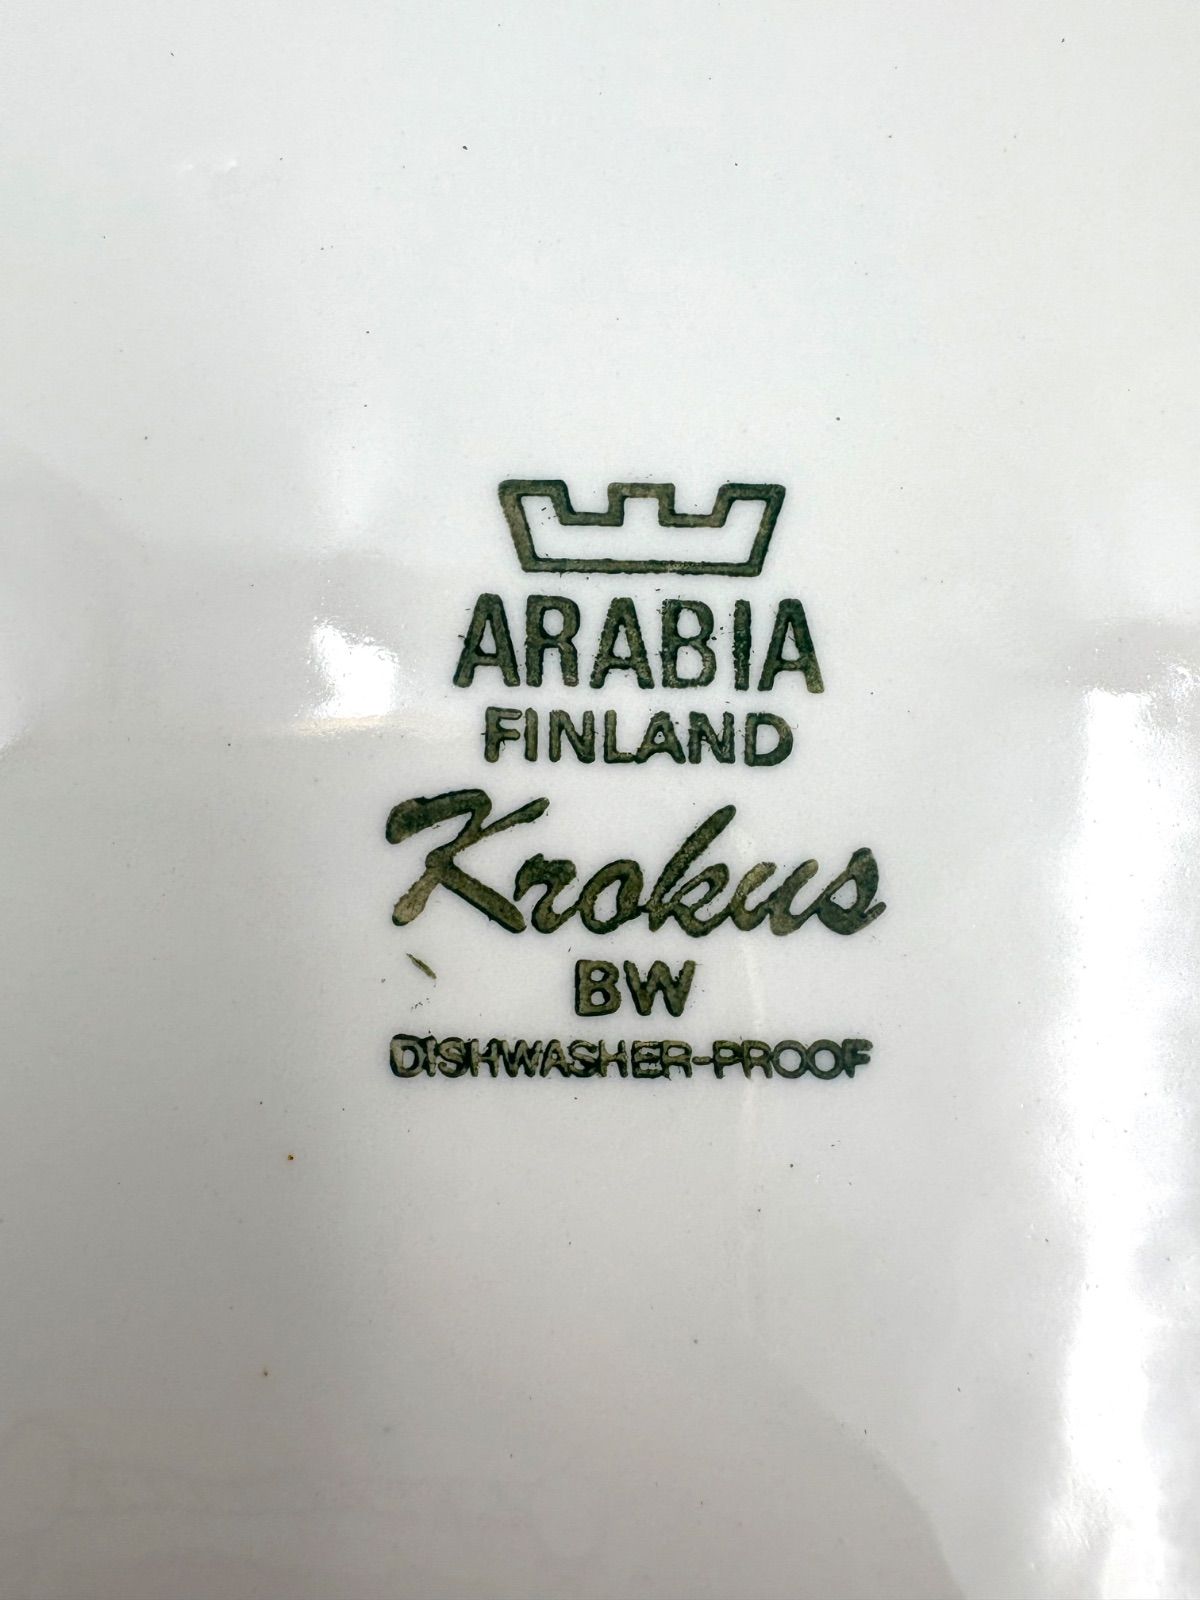 ARABIA
FINLAND
Krokus
BW
DISHWASHER-PROOF